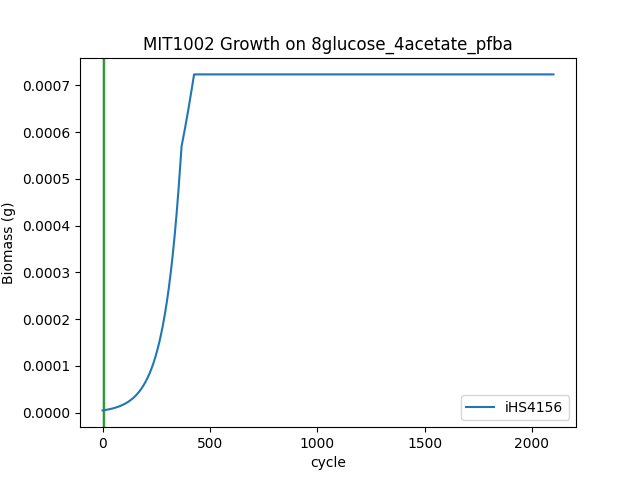 MIT1002 Growth on 8glucose_4acetate_pfba
Biomass (g)
0.0007
0.0006
0.0005
0.0004
0.0003
0.0002
0.0001
0.0000
iHS4156
0 500 1000 1500 2000
cycle